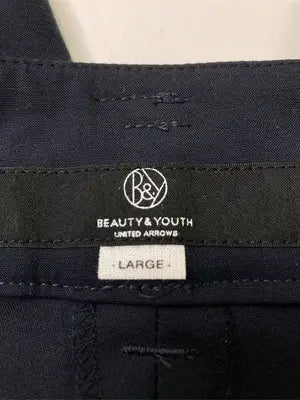 B&Y
BEAUTY & YOUTH
UNITED ARROWS
- LARGE -